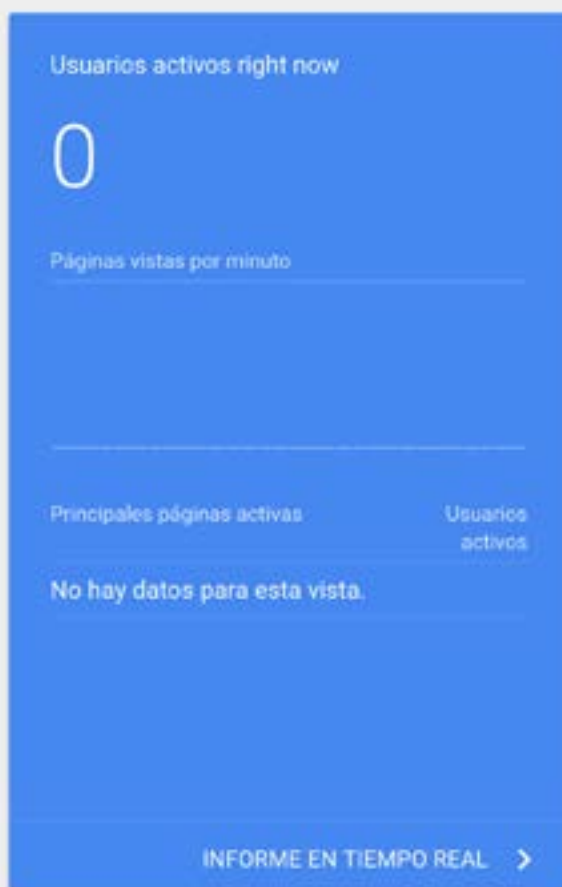 Usuarios activos right now
0
Páginas vistas por minuto
Principales páginas activas
Usuarios
activos
No hay datos para esta vista.
INFORME EN TIEMPO REAL